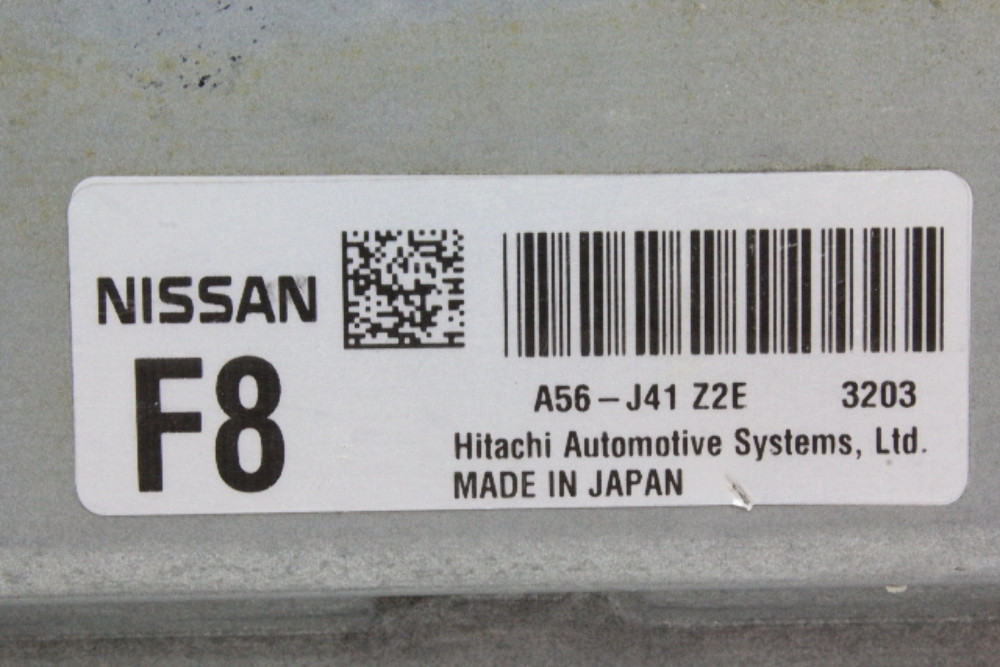 NISSAN
F8
A56-J41 Z2E 3203
Hitachi Automotive Systems, Ltd.
MADE IN JAPAN